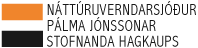 NÁTTÚRUVERNDARSJÓÐUR
PÁLMA JÓNSSONAR
STOFNANDA HAGKAUPS